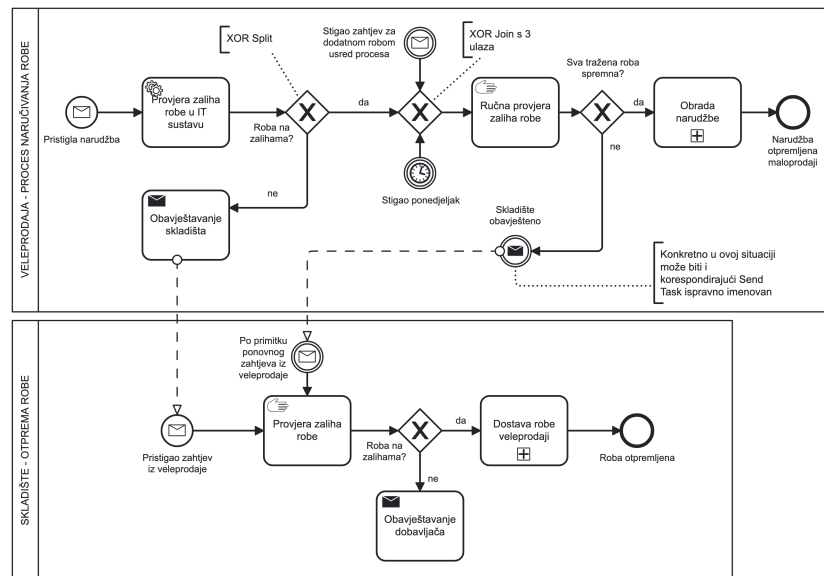 VELEPRODAJA - PROCES NARUČIVANJA ROBE
XOR Split
Stigao zahtjev za
dodatnom robom
usred procesa
XOR Join s 3
ulaza
Sva tražena roba
spremna?
Pristigla narudžba
Provjera zaliha
robe u IT
sustavu
Roba na
zalihama?
da
Ručna provjera
zaliha robe
da
Obrada
narudžbe
Narudžba
otpremljena
maloprodaji
ne
ne
Stigao ponedjeljak
Obavještavanje
skladišta
Skladište
obavješteno
Konkretno u ovoj situaciji
može biti i
korespondirajući Send
Task ispravno imenovan
SKLADIŠTE - OTPREMA ROBE
Po primitku
ponovnog
zahtjeva iz
veleprodaje
Pristigao zahtjev
iz veleprodaje
Provjera zaliha
robe
Roba na
zalihama?
da
Dostava robe
veleprodaji
Roba otpremljena
ne
Obavještavanje
dobavljača